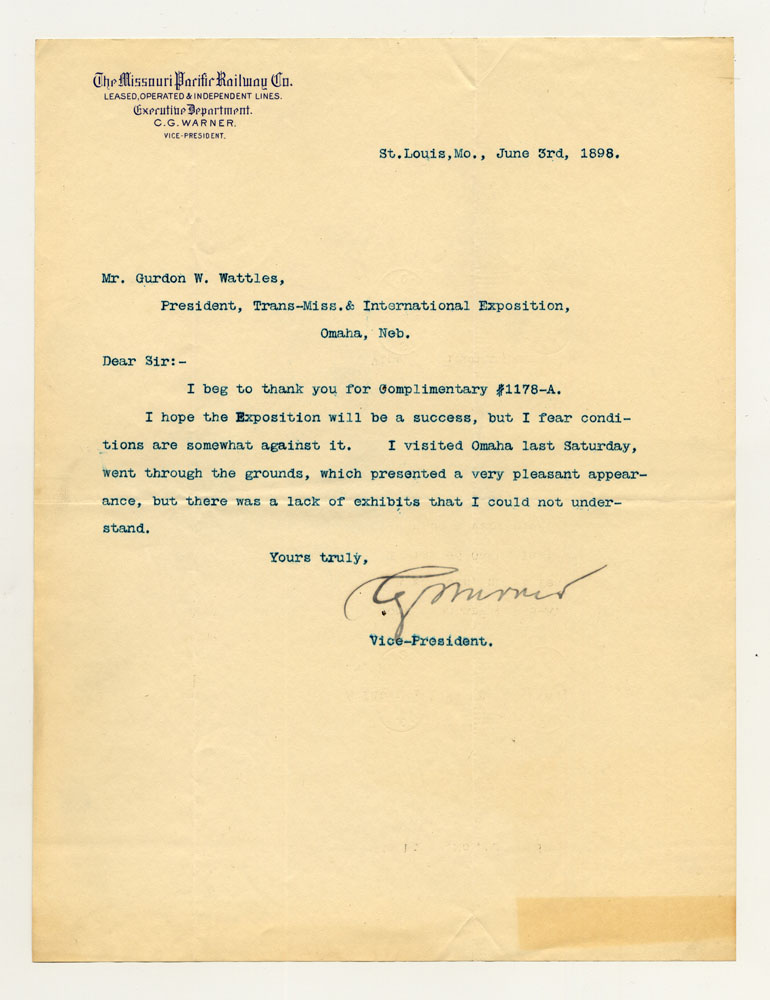 The Missouri Pacific Railway Co.
LEASED, OPERATED & INDEPENDENT LINES.
Executive Department.
C. G. WARNER,
VICE-PRESIDENT.
St.Louis,Mo., June 3rd, 1898.
Mr. Gurdon W. Wattles,
President, Trans-Miss.& International Exposition,
Omaha, Neb.
Dear Sir:-
I beg to thank you for Complimentary #1178-A.
I hope the Exposition will be a success, but I fear condi-
tions are somewhat against it. I visited Omaha last Saturday,
went through the grounds, which presented a very pleasant appear-
ance, but there was a lack of exhibits that I could not under-
stand.
Yours truly,
CGWarner
Vice-President.